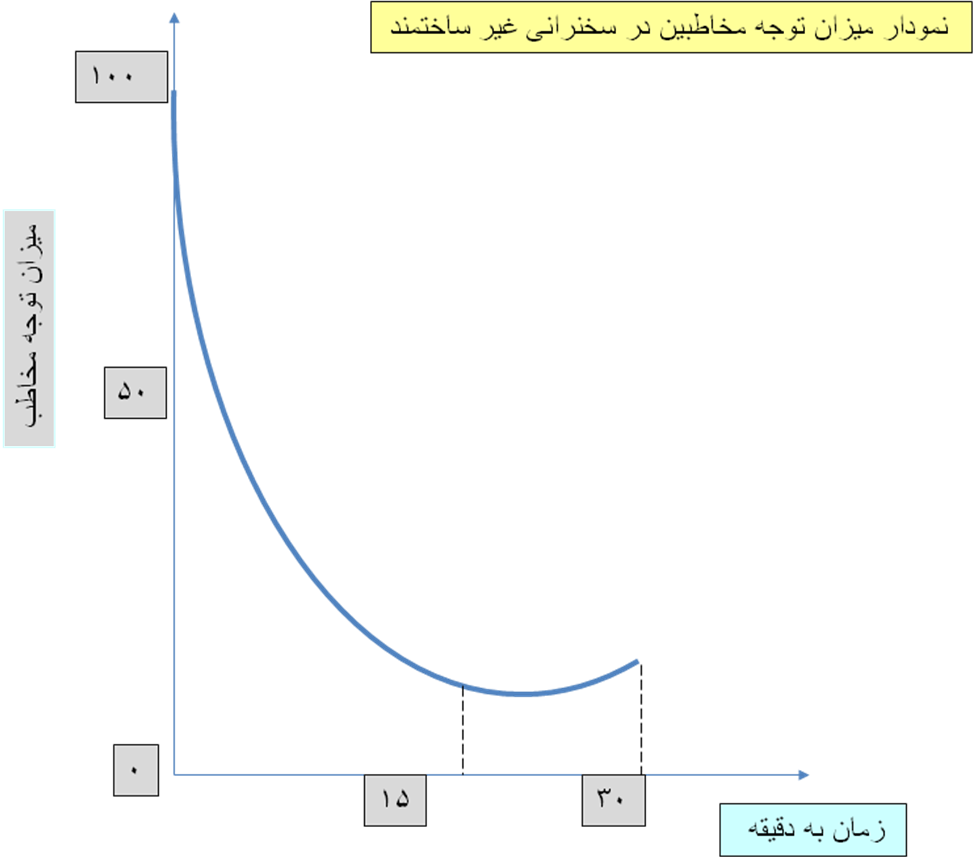 نمودار میزان توجه مخاطبین در سخنرانی غیر ساختمند
۱۰۰
میزان توجه مخاطب
۵۰
۰
۱۵
۳۰
زمان به دقیقه